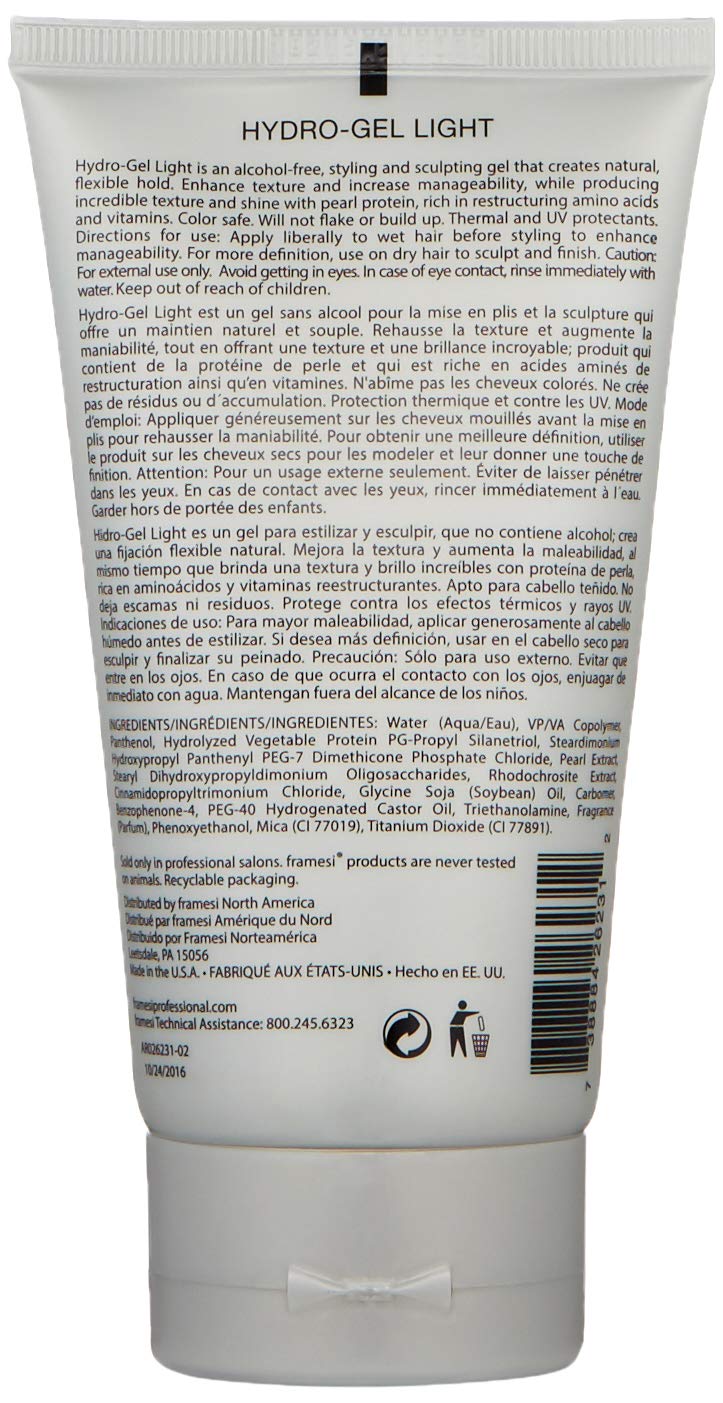 HYDRO-GEL LIGHT
Hydro-Gel Light is an alcohol-free, styling and sculpting gel that creates natural,
flexible hold. Enhance texture and increase manageability, while producing
incredible texture and shine with pearl protein, rich in restructuring amino acids
and vitamins. Color safe. Will not flake or build up. Thermal and UV protectants.
Directions for use: Apply liberally to wet hair before styling to enhance
manageability. For more definition, use on dry hair to sculpt and finish. Caution:
For external use only. Avoid getting in eyes. In case of eye contact, rinse immediately with
water. Keep out of reach of children.
Hydro-Gel Light est un gel sans alcool pour la mise en plis et la sculpture qui
offre un maintien naturel et souple. Rehausse la texture et augmente la
maniabilité, tout en offrant une texture et une brillance incroyable; produit qui
contient de la protéine de perle et qui est riche en acides aminés de
restructuration ainsi qu'en vitamines. N'abîme pas les cheveux colorés. Ne crée
pas de résidus ou d´accumulation. Protection thermique et contre les UV. Mode
d'emploi: Appliquer généreusement sur les cheveux mouillés avant la mise en
plis pour rehausser la maniabilité. Pour obtenir une meilleure définition, utiliser
le produit sur les cheveux secs pour les modeler et leur donner une touche de
finition. Attention: Pour un usage externe seulement. Éviter de laisser pénétrer
dans les yeux. En cas de contact avec les yeux, rincer immédiatement à l´eau.
Garder hors de portée des enfants.
Hidro-Gel Light es un gel para estilizar y esculpir, que no contiene alcohol; crea
una fijación flexible natural. Mejora la textura y aumenta la maleabilidad, al
mismo tiempo que brinda una textura y brillo increíbles con proteína de perla,
rica en aminoácidos y vitaminas reestructurantes. Apto para cabello teñido. No
deja escamas ni residuos. Protege contra los efectos térmicos y rayos UV.
Indicaciones de uso: Para mayor maleabilidad, aplicar generosamente al cabello
húmedo antes de estilizar. Si desea más definición, usar en el cabello seco para
esculpir y finalizar su peinado. Precaución: Sólo para uso externo. Evitar que
entre en los ojos. En caso de que ocurra el contacto con los ojos, enjuagar de
inmediato con agua. Mantengan fuera del alcance de los niños.
INGREDIENTS/INGRÉDIENTS/INGREDIENTES: Water (Aqua/Eau), VP/VA Copolymer,
Panthenol, Hydrolyzed Vegetable Protein PG-Propyl Silanetriol, Steardimonium
Hydroxypropyl Panthenyl PEG-7 Dimethicone Phosphate Chloride, Pearl Extract,
Stearyl Dihydroxypropyldimonium Oligosaccharides, Rhodochrosite Extract,
Cinnamidopropyltrimonium Chloride, Glycine Soja (Soybean) Oil, Carbomer,
Benzophenone-4, PEG-40 Hydrogenated Castor Oil, Triethanolamine, Fragrance
(Parfum), Phenoxyethanol, Mica (CI 77019), Titanium Dioxide (CI 77891).
Sold only in professional salons. framesi® products are never tested
on animals. Recyclable packaging.
Distributed by framesi North America
Distribué par framesi Amérique du Nord
Distribuido por Framesi Norteamérica
Leetsdale, PA 15056
Made in the U.S.A. • FABRIQUÉ AUX ÉTATS-UNIS • Hecho en EE. UU.
framesiprofessional.com
framesi Technical Assistance: 800.245.6323
AR026231-02
10/24/2016
7 38884 26231 2